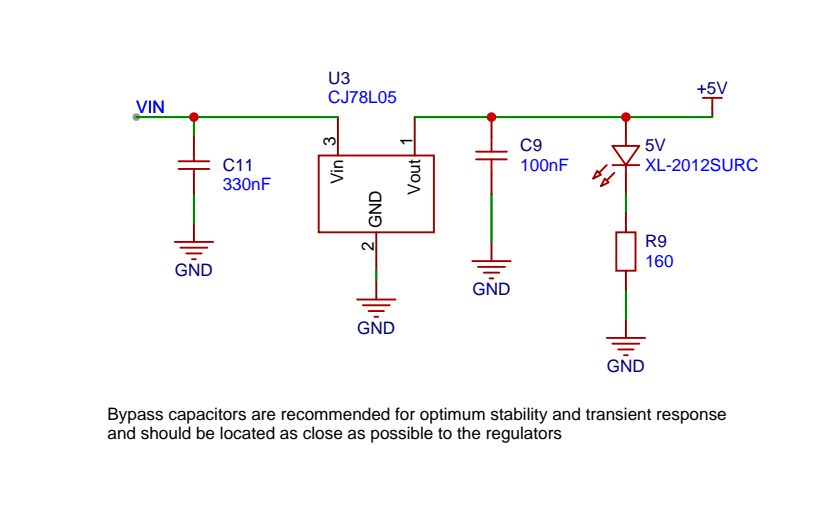 U3
CJ78L05
VIN
+5V
3
1
Vin
Vout
GND
2
C11
330nF
C9
100nF
5V
XL-2012SURC
R9
160
GND
GND
GND
GND
Bypass capacitors are recommended for optimum stability and transient response
and should be located as close as possible to the regulators